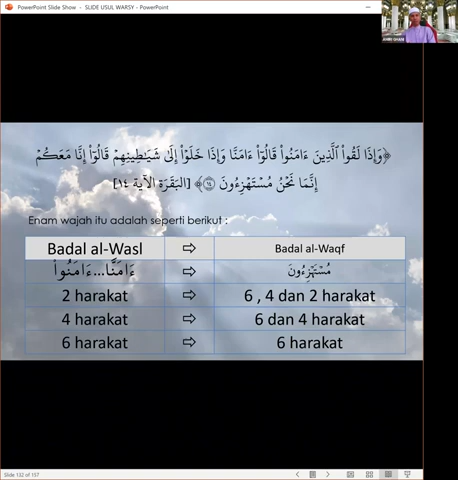 PowerPoint Slide Show - SLIDE USUL WARSY - PowerPoint
﴿وَإِذَا لَقُواْ ٱلَّذِينَ ءَامَنُواْ قَالُوٓاْ ءَامَنَّا وَإِذَا خَلَوۡاْ إِلَىٰ شَيَٰطِينِهِمۡ قَالُوٓاْ إِنَّا مَعَكُمۡ
إِنَّمَا نَحۡنُ مُسۡتَهۡزِءُونَ ١٤﴾ [البَقَرَةِ الآية ١٤]
Enam wajah itu adalah seperti berikut :
Badal al-Wasl ⇨ Badal al-Waqf
ءَامَنَّا...ءَامَنُواْ ⇨ مُسۡتَهۡزِءُونَ
2 harakat ⇨ 6 , 4 dan 2 harakat
4 harakat ⇨ 6 dan 4 harakat
6 harakat ⇨ 6 harakat
Slide 132 of 157